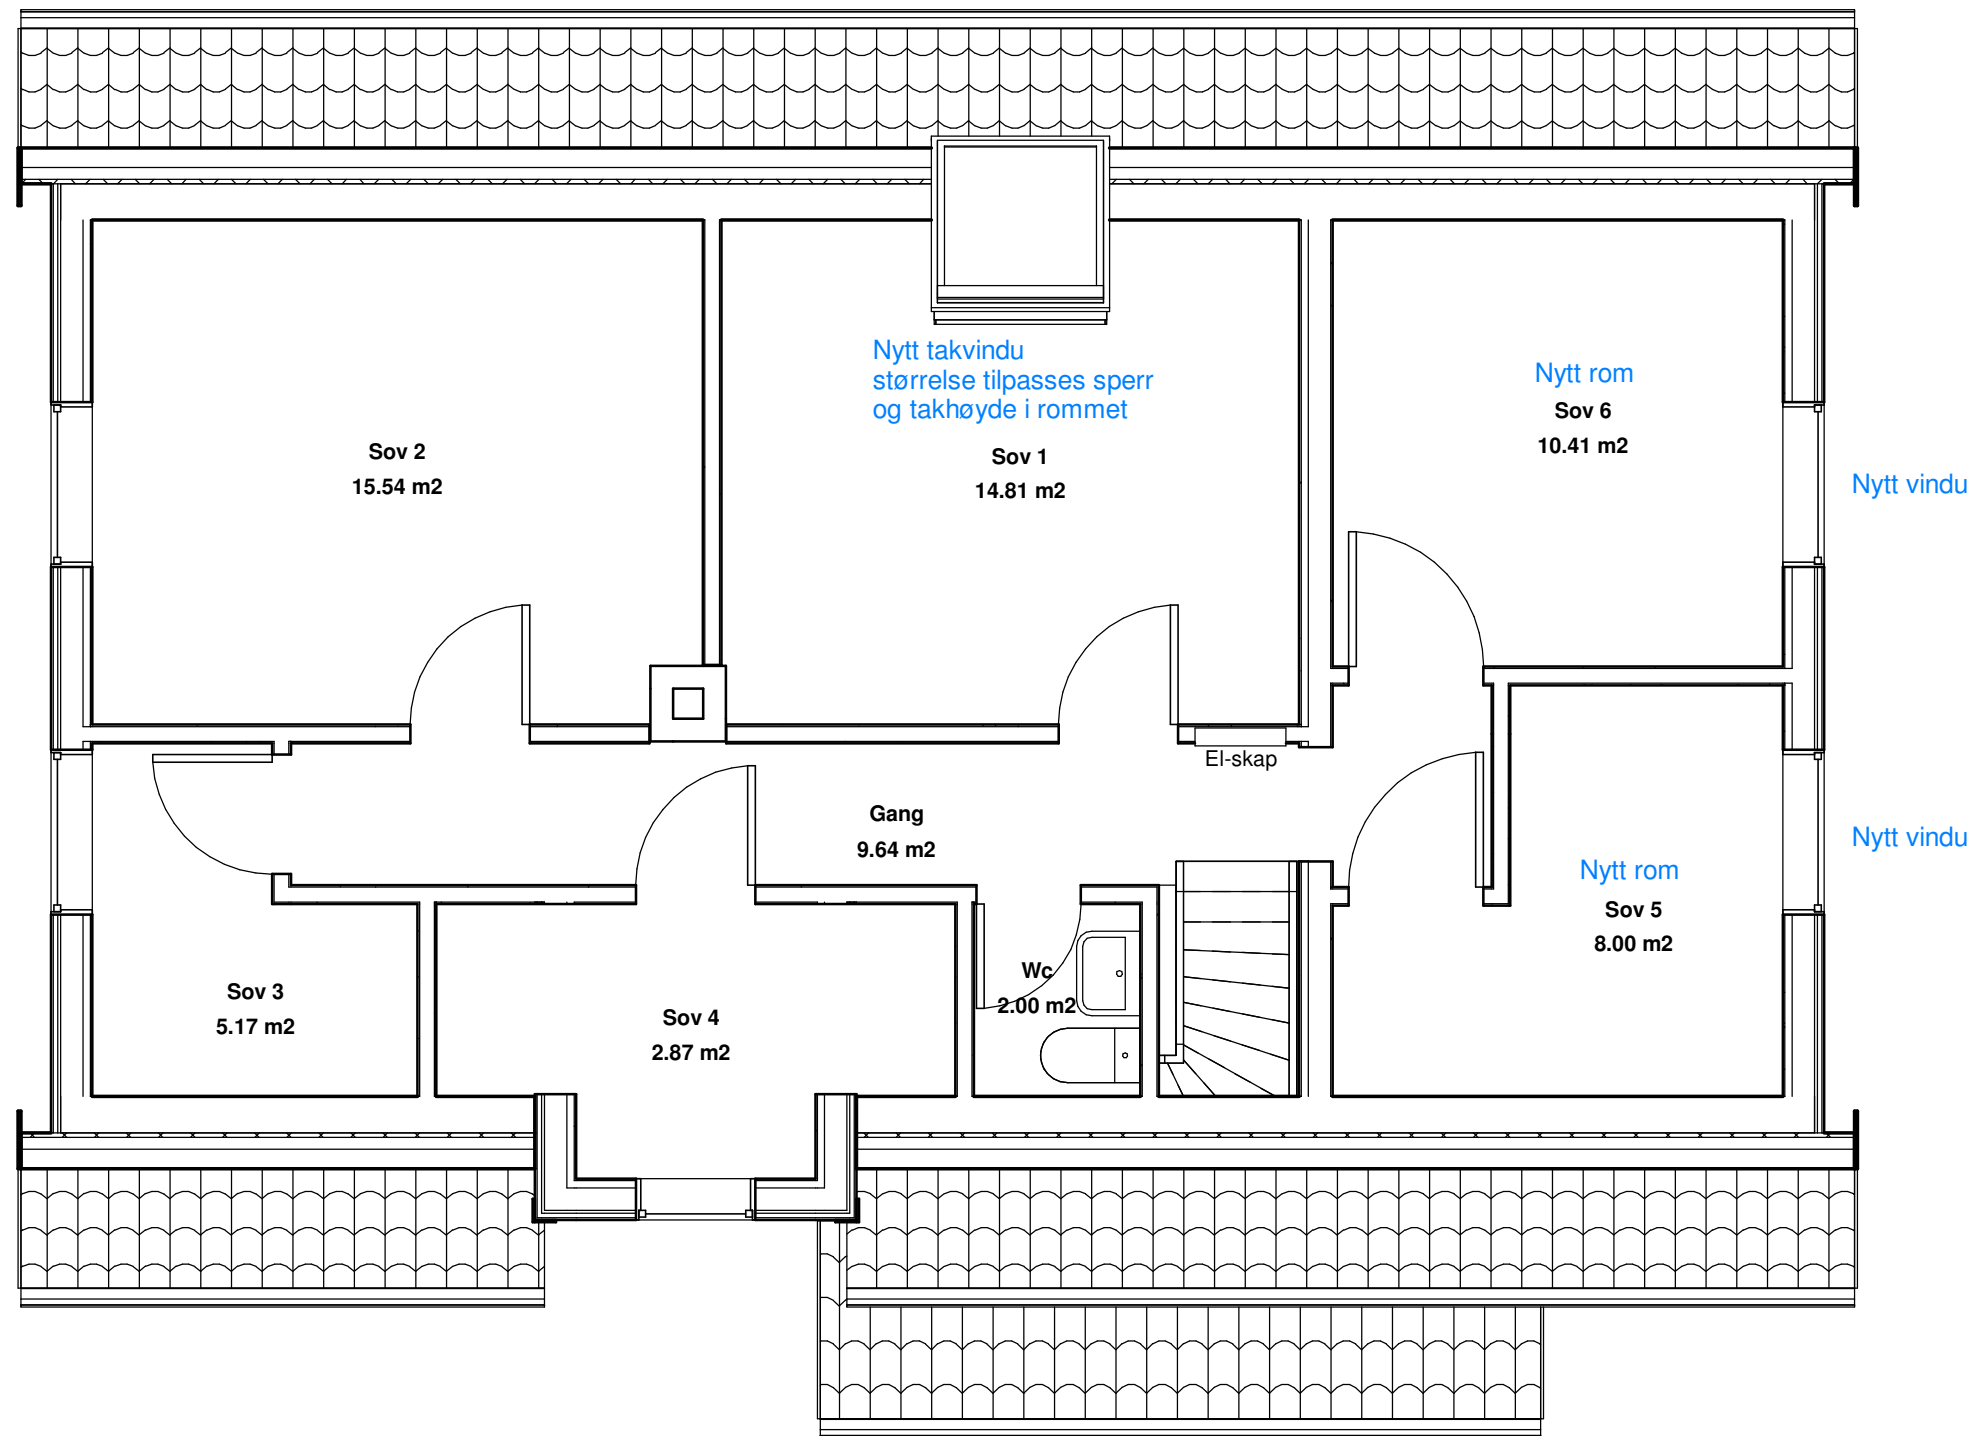 Nytt takvindu
størrelse tilpasses sperr
og takhøyde i rommet
Nytt rom
Sov 6
10.41 m2
Sov 2
15.54 m2
Sov 1
14.81 m2
Nytt vindu
El-skap
Gang
9.64 m2
Nytt vindu
Nytt rom
Sov 5
8.00 m2
Wc
2.00 m2
Sov 3
5.17 m2
Sov 4
2.87 m2